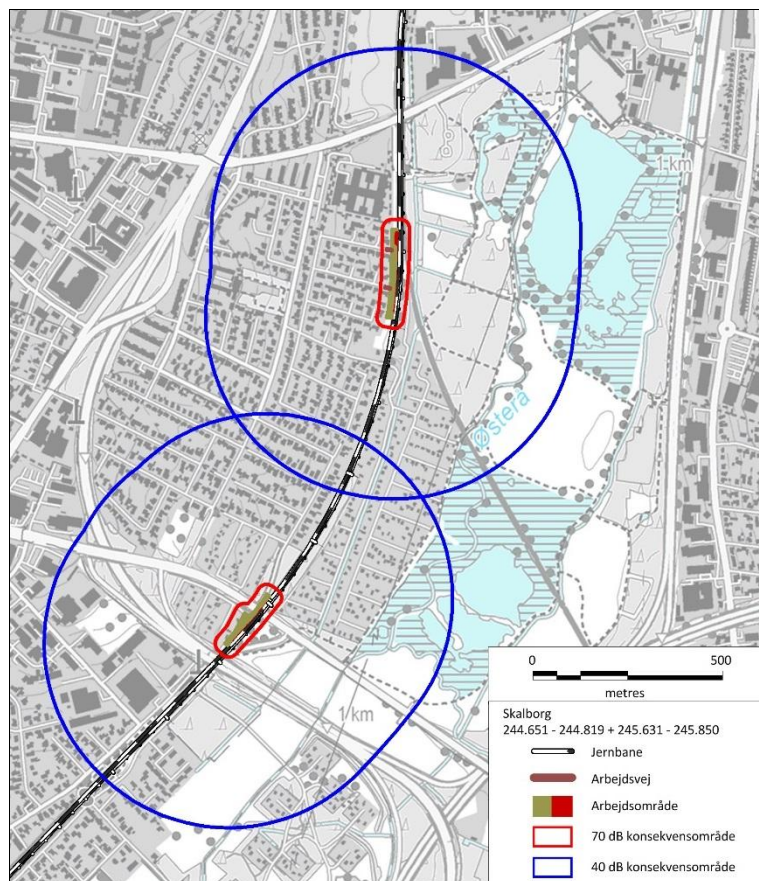 1 km
Østerå
1 km
0 500
metres
Skalborg
244.651 - 244.819 + 245.631 - 245.850
Jernbane
Arbejdsvej
Arbejdsområde
70 dB konsekvensområde
40 dB konsekvensområde